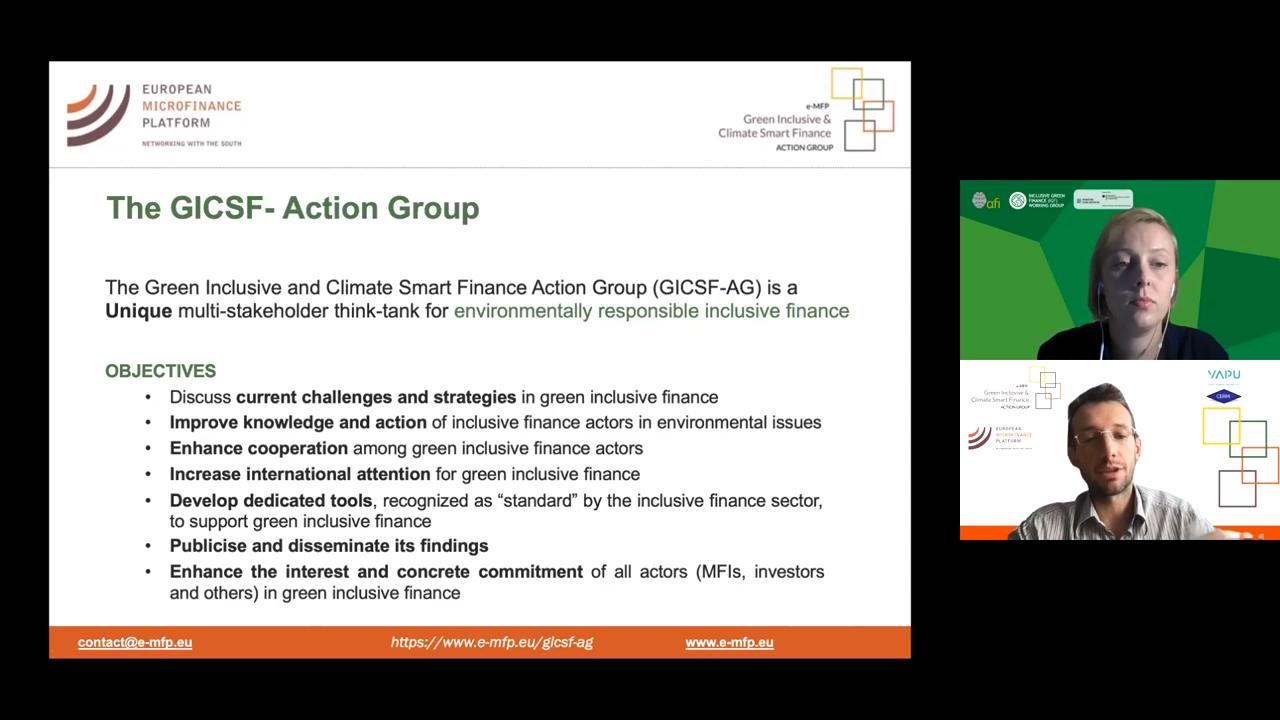 EUROPEAN
MICROFINANCE
PLATFORM
NETWORKING WITH THE SOUTH
e-MFP
Green Inclusive &
Climate Smart Finance
ACTION GROUP
The GICSF- Action Group
The Green Inclusive and Climate Smart Finance Action Group (GICSF-AG) is a
Unique multi-stakeholder think-tank for environmentally responsible inclusive finance
OBJECTIVES
• Discuss current challenges and strategies in green inclusive finance
• Improve knowledge and action of inclusive finance actors in environmental issues
• Enhance cooperation among green inclusive finance actors
• Increase international attention for green inclusive finance
• Develop dedicated tools, recognized as “standard” by the inclusive finance sector,
to support green inclusive finance
• Publicise and disseminate its findings
• Enhance the interest and concrete commitment of all actors (MFIs, investors
and others) in green inclusive finance
contact@e-mfp.eu
https://www.e-mfp.eu/gicsf-ag
www.e-mfp.eu
afi
INCLUSIVE GREEN
FINANCE (IGF)
WORKING GROUP
e-MFP
Green Inclusive &
Climate Smart Finance
ACTION GROUP
EUROPEAN
MICROFINANCE
PLATFORM
YAPU
CERMi